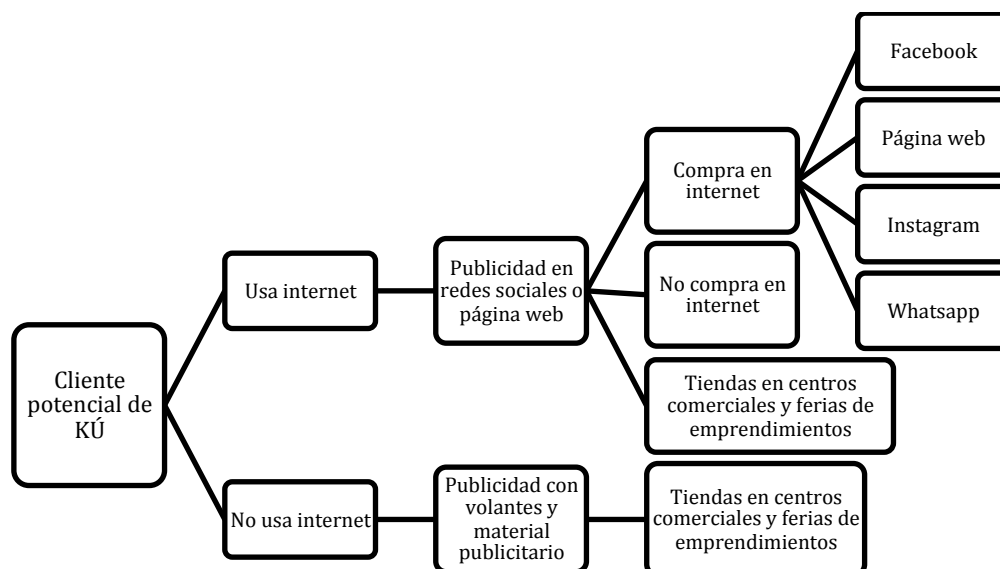 Cliente
potencial de
KÚ
Usa internet
Publicidad en
redes sociales o
página web
Compra en
internet
Facebook
Página web
Instagram
Whatsapp
No compra en
internet
Tiendas en centros
comerciales y ferias de
emprendimientos
No usa internet
Publicidad con
volantes y
material
publicitario
Tiendas en centros
comerciales y ferias de
emprendimientos